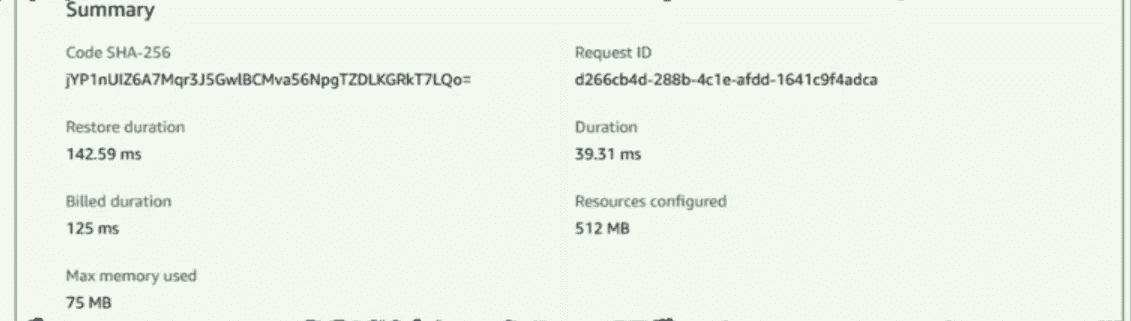 Summary
Code SHA-256
Request ID
jYP1nUIZ6A7Mqr3J5GwlBCMva56NpgTZDLKGRkT7LQo=
d266cb4d-288b-4c1e-afdd-1641c9f4adca
Restore duration
Duration
142.59 ms
39.31 ms
Billed duration
Resources configured
125 ms
512 MB
Max memory used
75 MB